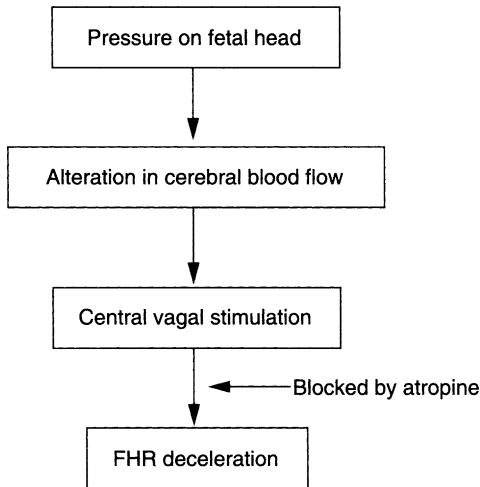 Pressure on fetal head
Alteration in cerebral blood flow
Central vagal stimulation
Blocked by atropine
FHR deceleration